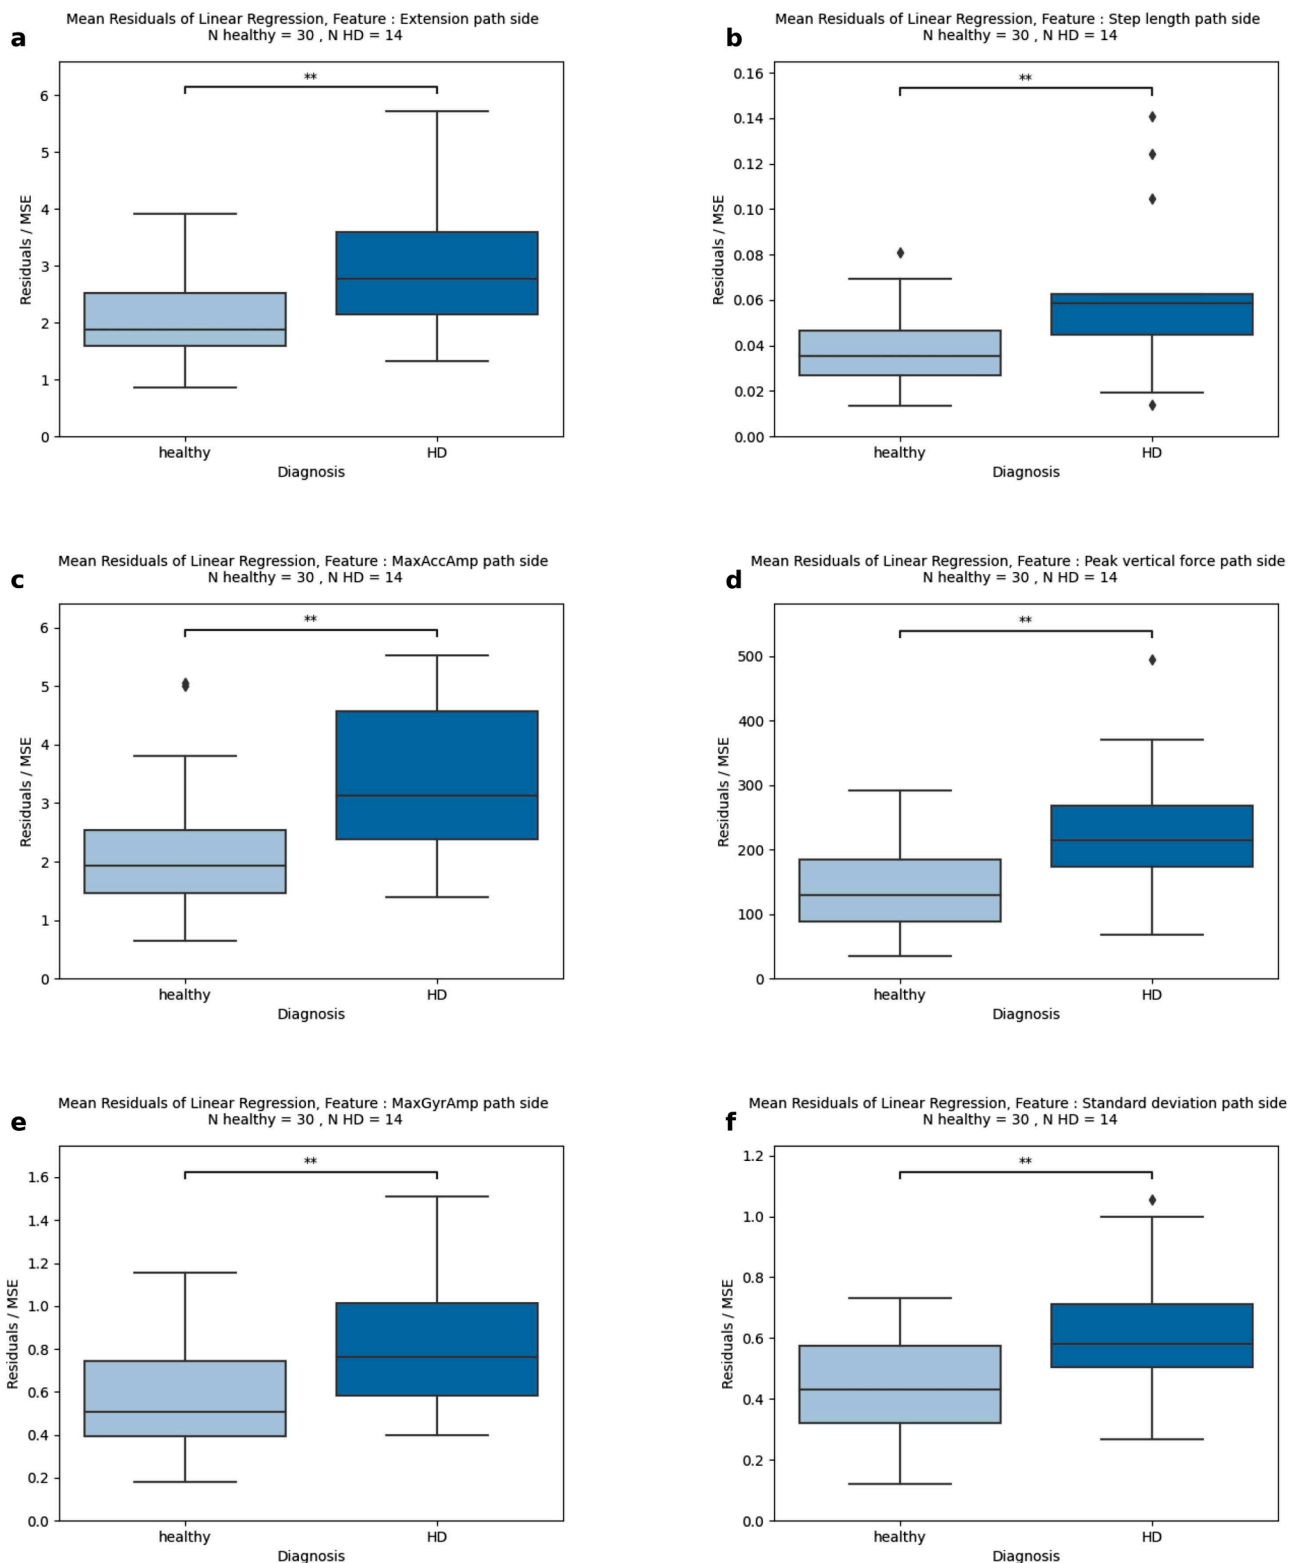 a
Mean Residuals of Linear Regression, Feature : Extension path side
N healthy = 30 , N HD = 14
**
6
5
4
3
2
1
0
Residuals / MSE
healthy HD
Diagnosis
b
Mean Residuals of Linear Regression, Feature : Step length path side
N healthy = 30 , N HD = 14
**
0.16
0.14
0.12
0.10
0.08
0.06
0.04
0.02
0.00
Residuals / MSE
healthy HD
Diagnosis
c
Mean Residuals of Linear Regression, Feature : MaxAccAmp path side
N healthy = 30 , N HD = 14
**
6
5
4
3
2
1
0
Residuals / MSE
healthy HD
Diagnosis
d
Mean Residuals of Linear Regression, Feature : Peak vertical force path side
N healthy = 30 , N HD = 14
**
500
400
300
200
100
0
Residuals / MSE
healthy HD
Diagnosis
e
Mean Residuals of Linear Regression, Feature : MaxGyrAmp path side
N healthy = 30 , N HD = 14
**
1.6
1.4
1.2
1.0
0.8
0.6
0.4
0.2
0.0
Residuals / MSE
healthy HD
Diagnosis
f
Mean Residuals of Linear Regression, Feature : Standard deviation path side
N healthy = 30 , N HD = 14
**
1.2
1.0
0.8
0.6
0.4
0.2
0.0
Residuals / MSE
healthy HD
Diagnosis